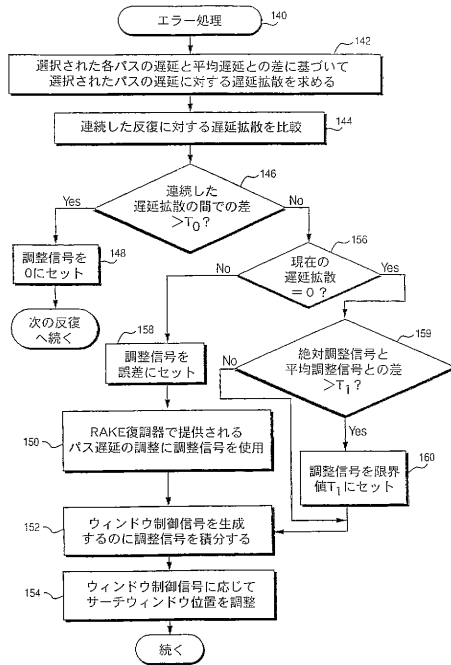 エラー処理
140
142
選択された各パスの遅延と平均遅延との差に基づいて
選択されたパスの遅延に対する遅延拡散を求める
連続した反復に対する遅延拡散を比較
144
146
連続した
遅延拡散の間での差
>T0?
Yes
No
調整信号を
0にセット
148
次の反復
へ続く
156
現在の
遅延拡散
=0?
No
Yes
158
調整信号を
誤差にセット
159
絶対調整信号と
平均調整信号との差
>T1?
No
Yes
150
RAKE復調器で提供される
パス遅延の調整に調整信号を使用
調整信号を限界
値T1にセット
160
152
ウィンドウ制御信号を生成
するのに調整信号を積分する
154
ウィンドウ制御信号に応じて
サーチウィンドウ位置を調整
続く